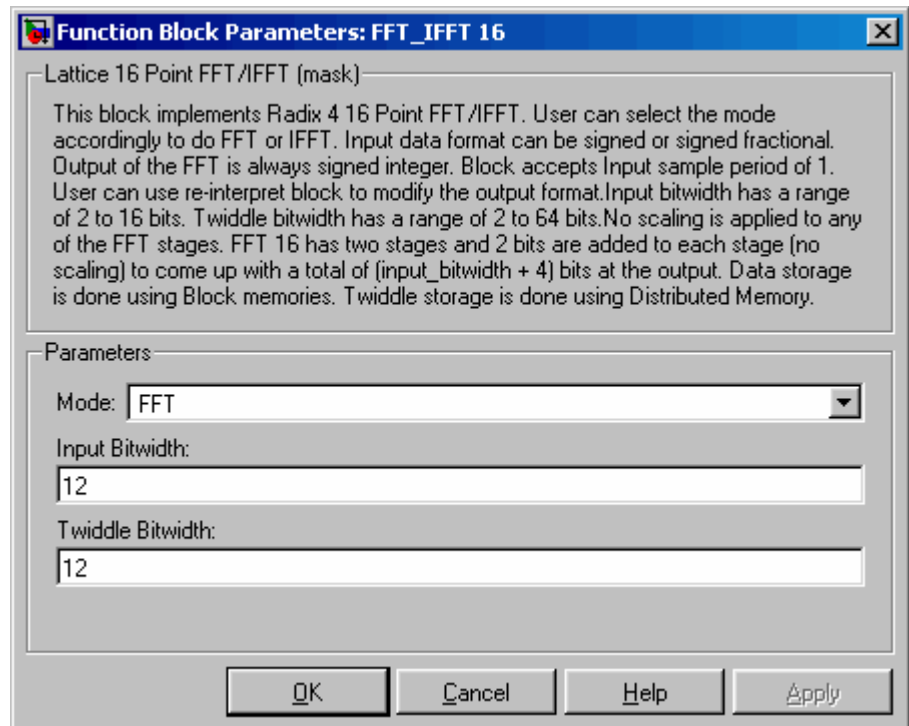 Function Block Parameters: FFT_IFFT 16
Lattice 16 Point FFT/IFFT (mask)
This block implements Radix 4 16 Point FFT/IFFT. User can select the mode
accordingly to do FFT or IFFT. Input data format can be signed or signed fractional.
Output of the FFT is always signed integer. Block accepts Input sample period of 1.
User can use re-interpret block to modify the output format.Input bitwidth has a range
of 2 to 16 bits. Twiddle bitwidth has a range of 2 to 64 bits.No scaling is applied to any
of the FFT stages. FFT 16 has two stages and 2 bits are added to each stage (no
scaling) to come up with a total of (input_bitwidth + 4) bits at the output. Data storage
is done using Block memories. Twiddle storage is done using Distributed Memory.
Parameters
Mode: FFT
Input Bitwidth:
12
Twiddle Bitwidth:
12
OK Cancel Help Apply